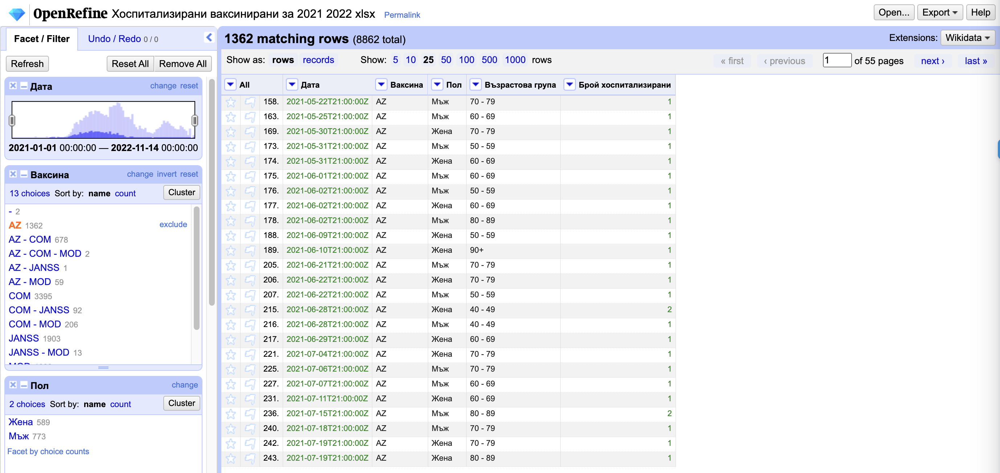 OpenRefine Хоспитализирани ваксинирани за 2021 2022 xlsx Permalink
Open... Export Help
Facet / Filter Undo / Redo 0 / 0
Refresh Reset All Remove All
Дата change reset
2021-01-01 00:00:00 — 2022-11-14 00:00:00
Ваксина change invert reset
13 choices Sort by: name count Cluster
- 2
AZ 1362 exclude
AZ - COM 678
AZ - COM - MOD 2
AZ - JANSS 1
AZ - MOD 59
COM 3395
COM - JANSS 92
COM - MOD 206
JANSS 1903
JANSS - MOD 13
Пол change
2 choices Sort by: name count Cluster
Жена 589
Мъж 773
Facet by choice counts
1362 matching rows (8862 total)
Extensions: Wikidata
Show as: rows records Show: 5 10 25 50 100 500 1000 rows
« first ‹ previous 1 of 55 pages next › last »
All Дата Ваксина Пол Възрастова група Брой хоспитализирани
158. 2021-05-22T21:00:00Z AZ Мъж 70 - 79 1
163. 2021-05-25T21:00:00Z AZ Мъж 60 - 69 1
169. 2021-05-30T21:00:00Z AZ Жена 70 - 79 1
173. 2021-05-31T21:00:00Z AZ Мъж 50 - 59 1
174. 2021-05-31T21:00:00Z AZ Жена 60 - 69 1
175. 2021-06-01T21:00:00Z AZ Мъж 60 - 69 1
176. 2021-06-02T21:00:00Z AZ Мъж 50 - 59 1
177. 2021-06-02T21:00:00Z AZ Жена 60 - 69 1
178. 2021-06-02T21:00:00Z AZ Мъж 80 - 89 1
188. 2021-06-09T21:00:00Z AZ Жена 50 - 59 1
189. 2021-06-10T21:00:00Z AZ Жена 90+ 1
205. 2021-06-21T21:00:00Z AZ Мъж 70 - 79 1
206. 2021-06-22T21:00:00Z AZ Жена 70 - 79 1
207. 2021-06-22T21:00:00Z AZ Мъж 50 - 59 1
215. 2021-06-28T21:00:00Z AZ Жена 40 - 49 2
216. 2021-06-28T21:00:00Z AZ Мъж 40 - 49 1
217. 2021-06-29T21:00:00Z AZ Жена 60 - 69 1
221. 2021-07-04T21:00:00Z AZ Жена 70 - 79 1
225. 2021-07-06T21:00:00Z AZ Мъж 70 - 79 1
227. 2021-07-07T21:00:00Z AZ Мъж 60 - 69 1
231. 2021-07-11T21:00:00Z AZ Жена 60 - 69 1
236. 2021-07-15T21:00:00Z AZ Мъж 80 - 89 2
240. 2021-07-18T21:00:00Z AZ Мъж 70 - 79 1
242. 2021-07-19T21:00:00Z AZ Жена 70 - 79 1
243. 2021-07-19T21:00:00Z AZ Жена 80 - 89 1